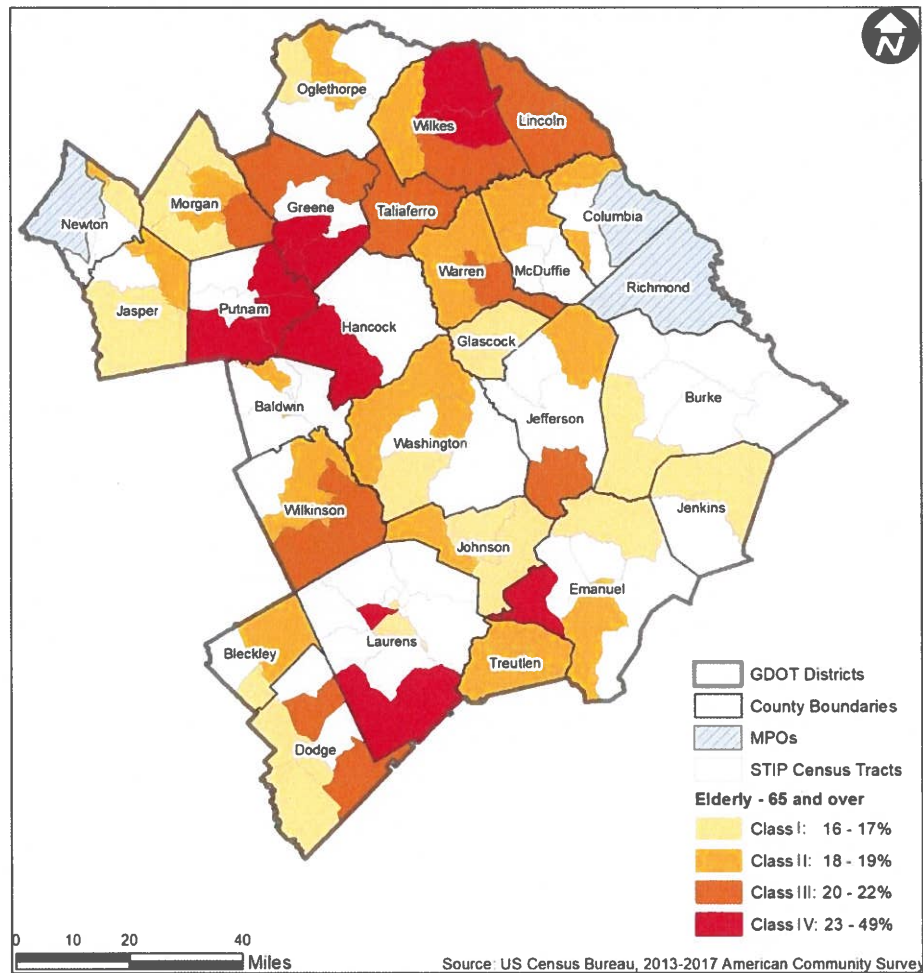 N
Oglethorpe
Wilkes
Lincoln
Newton
Morgan
Greene
Taliaferro
Columbia
Warren
McDuffie
Richmond
Jasper
Putnam
Hancock
Glascock
Baldwin
Jefferson
Burke
Washington
Wilkinson
Jenkins
Johnson
Emanuel
Laurens
Bleckley
Treutlen
Dodge
GDOT Districts
County Boundaries
MPOs
STIP Census Tracts
Elderly - 65 and over
Class I: 16 - 17%
Class II: 18 - 19%
Class III: 20 - 22%
Class IV: 23 - 49%
0 10 20 40
Miles
Source: US Census Bureau, 2013-2017 American Community Survey